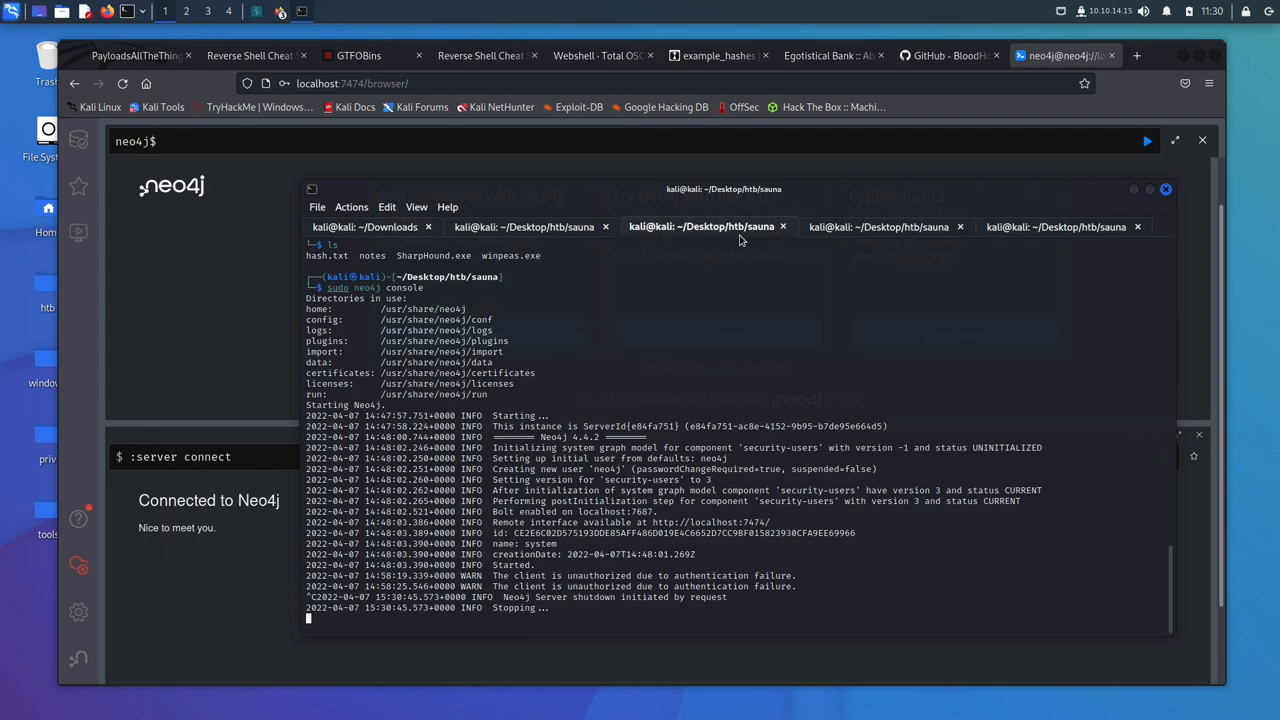 1 2 3 4
10.10.14.15
11:30
PayloadsAllTheThing
Reverse Shell Cheat S
GTFOBins
Reverse Shell Cheat S
Webshell - Total OSC
example_hashes
Egotistical Bank :: Ab
GitHub - BloodHo
neo4j@neo4j://lo
localhost:7474/browser/
Kali Linux
Kali Tools
TryHackMe | Windows…
Kali Docs
Kali Forums
Kali NetHunter
Exploit-DB
Google Hacking DB
OffSec
Hack The Box :: Machi…
Trash
File Sys
Home
htb
window
priv
tools
neo4j$
neo4j
$ :server connect
Connected to Neo4j
Nice to meet you.
kali@kali: ~/Desktop/htb/sauna
File Actions Edit View Help
kali@kali: ~/Downloads
kali@kali: ~/Desktop/htb/sauna
kali@kali: ~/Desktop/htb/sauna
kali@kali: ~/Desktop/htb/sauna
kali@kali: ~/Desktop/htb/sauna
└─$ ls
hash.txt notes SharpHound.exe winpeas.exe
┌──(kali㉿kali)-[~/Desktop/htb/sauna]
└─$ sudo neo4j console
Directories in use:
home: /usr/share/neo4j
config: /usr/share/neo4j/conf
logs: /usr/share/neo4j/logs
plugins: /usr/share/neo4j/plugins
import: /usr/share/neo4j/import
data: /usr/share/neo4j/data
certificates: /usr/share/neo4j/certificates
licenses: /usr/share/neo4j/licenses
run: /usr/share/neo4j/run
Starting Neo4j.
2022-04-07 14:47:57.751+0000 INFO Starting...
2022-04-07 14:47:58.224+0000 INFO This instance is ServerId{e84fa751} (e84fa751-ac8e-4152-9b95-b7de95e664d5)
2022-04-07 14:48:00.744+0000 INFO ======== Neo4j 4.4.2 ========
2022-04-07 14:48:02.246+0000 INFO Initializing system graph model for component 'security-users' with version -1 and status UNINITIALIZED
2022-04-07 14:48:02.250+0000 INFO Setting up initial user from defaults: neo4j
2022-04-07 14:48:02.251+0000 INFO Creating new user 'neo4j' (passwordChangeRequired=true, suspended=false)
2022-04-07 14:48:02.260+0000 INFO Setting version for 'security-users' to 3
2022-04-07 14:48:02.262+0000 INFO After initialization of system graph model component 'security-users' have version 3 and status CURRENT
2022-04-07 14:48:02.265+0000 INFO Performing postInitialization step for component 'security-users' with version 3 and status CURRENT
2022-04-07 14:48:02.521+0000 INFO Bolt enabled on localhost:7687.
2022-04-07 14:48:03.386+0000 INFO Remote interface available at http://localhost:7474/
2022-04-07 14:48:03.389+0000 INFO id: CE2E6C02D575193DDE85AFF486D019E4C6652D7CC9BF015823930CFA9EE69966
2022-04-07 14:48:03.390+0000 INFO name: system
2022-04-07 14:48:03.390+0000 INFO creationDate: 2022-04-07T14:48:01.269Z
2022-04-07 14:48:03.390+0000 INFO Started.
2022-04-07 14:58:19.339+0000 WARN The client is unauthorized due to authentication failure.
2022-04-07 14:58:25.546+0000 WARN The client is unauthorized due to authentication failure.
^C2022-04-07 15:30:45.573+0000 INFO Neo4j Server shutdown initiated by request
2022-04-07 15:30:45.573+0000 INFO Stopping...